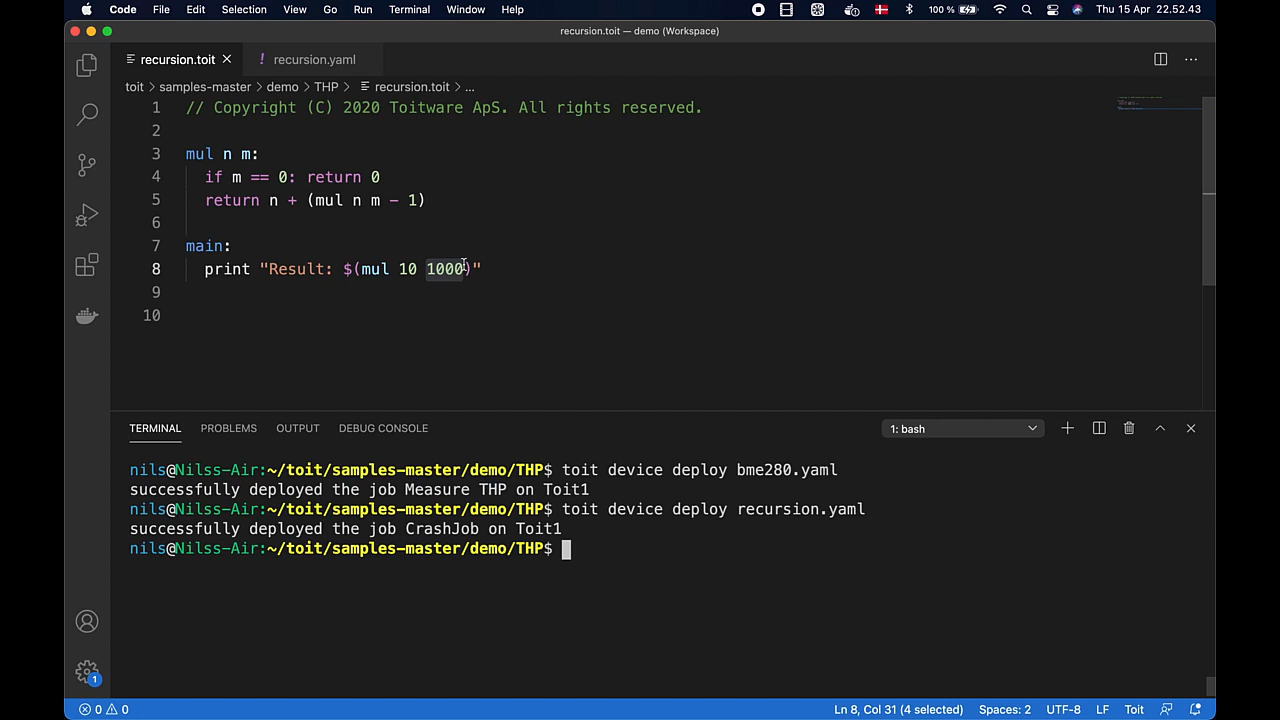 Code File Edit Selection View Go Run Terminal Window Help 100 % Thu 15 Apr 22.52.43
recursion.toit — demo (Workspace)
recursion.toit ! recursion.yaml
toit > samples-master > demo > THP > recursion.toit > ...
1 // Copyright (C) 2020 Toitware ApS. All rights reserved.
2
3 mul n m:
4 if m == 0: return 0
5 return n + (mul n m - 1)
6
7 main:
8 print "Result: $(mul 10 1000)"
9
10
TERMINAL PROBLEMS OUTPUT DEBUG CONSOLE 1: bash
nils@Nilss-Air:~/toit/samples-master/demo/THP$ toit device deploy bme280.yaml
successfully deployed the job Measure THP on Toit1
nils@Nilss-Air:~/toit/samples-master/demo/THP$ toit device deploy recursion.yaml
successfully deployed the job CrashJob on Toit1
nils@Nilss-Air:~/toit/samples-master/demo/THP$
1
0 0 Ln 8, Col 31 (4 selected) Spaces: 2 UTF-8 LF Toit